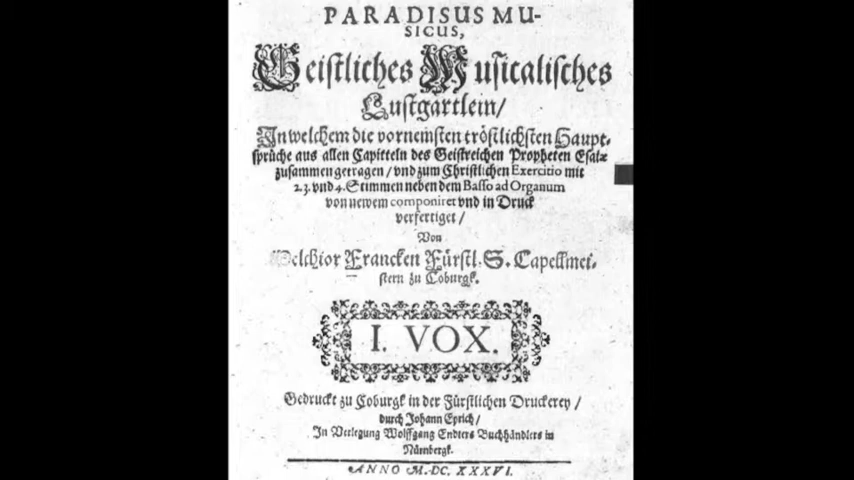 PARADISUS MU-
SICUS,
Geistliches Musicalisches
Lustgärtlein/
In welchem die vornemsten tröstlichsten Haupt-
sprüche aus allen Capitteln des Geistreichen Propheten Esaiæ
zusammen getragen/ vnd zum Christlichen Exercitio mit
2. 3. vnd 4. Stimmen neben dem Basso ad Organum
von newem componiret vnd in Druck
verfertiget/
Von
Melchior Francken Fürstl. S. Capellmei-
stern zu Coburgk.
I. VOX.
Gedruckt zu Coburgk in der Fürstlichen Druckerey/
durch Johann Eyrich/
In Verlegung Wolffgang Endters Buchhändlers in
Nürnbergk.
ANNO M. DC. XXXVI.